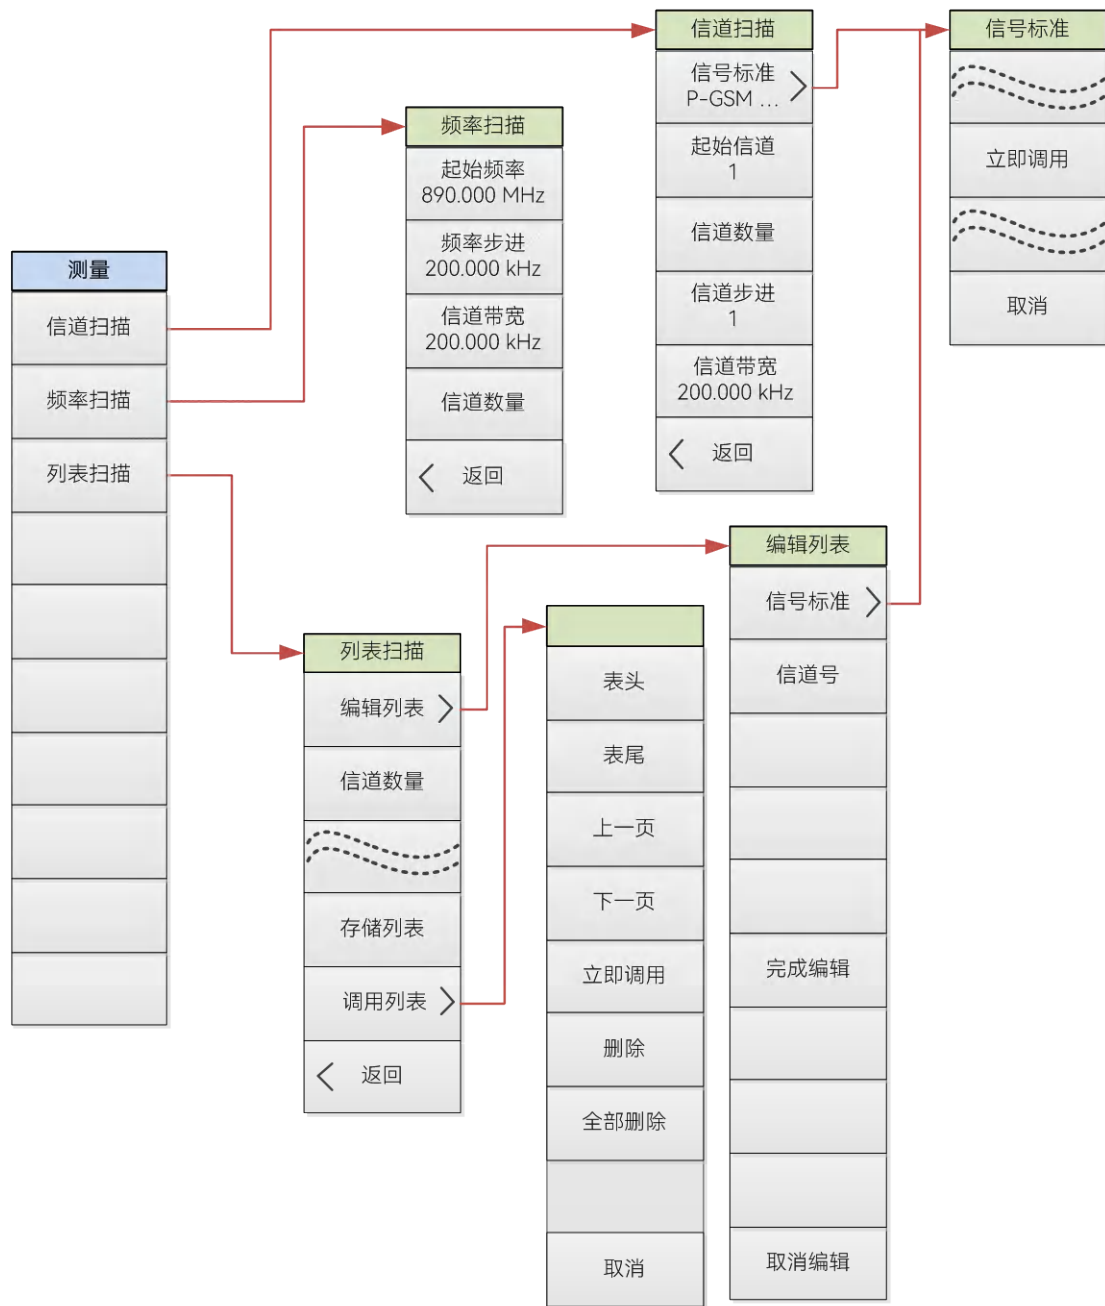 测量
信道扫描
频率扫描
列表扫描
频率扫描
起始频率
890.000 MHz
频率步进
200.000 kHz
信道带宽
200.000 kHz
信道数量
返回
信道扫描
信号标准
P-GSM ...
起始信道
1
信道数量
信道步进
1
信道带宽
200.000 kHz
返回
信号标准
立即调用
取消
列表扫描
编辑列表
信道数量
存储列表
调用列表
返回
表头
表尾
上一页
下一页
立即调用
删除
全部删除
取消
编辑列表
信号标准
信道号
完成编辑
取消编辑